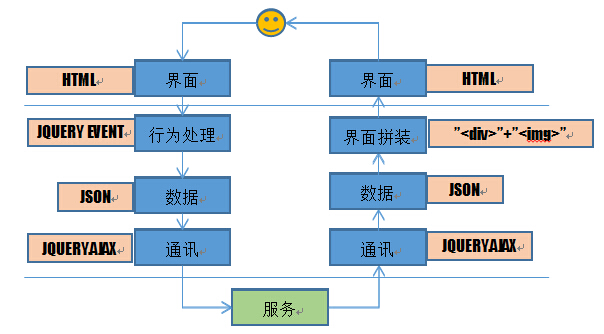 HTML 界面 界面 HTML
JQUERY EVENT 行为处理 界面拼装 "<div>"+"<img>"
JSON 数据 数据 JSON
JQUERYAJAX 通讯 通讯 JQUERYAJAX
服务